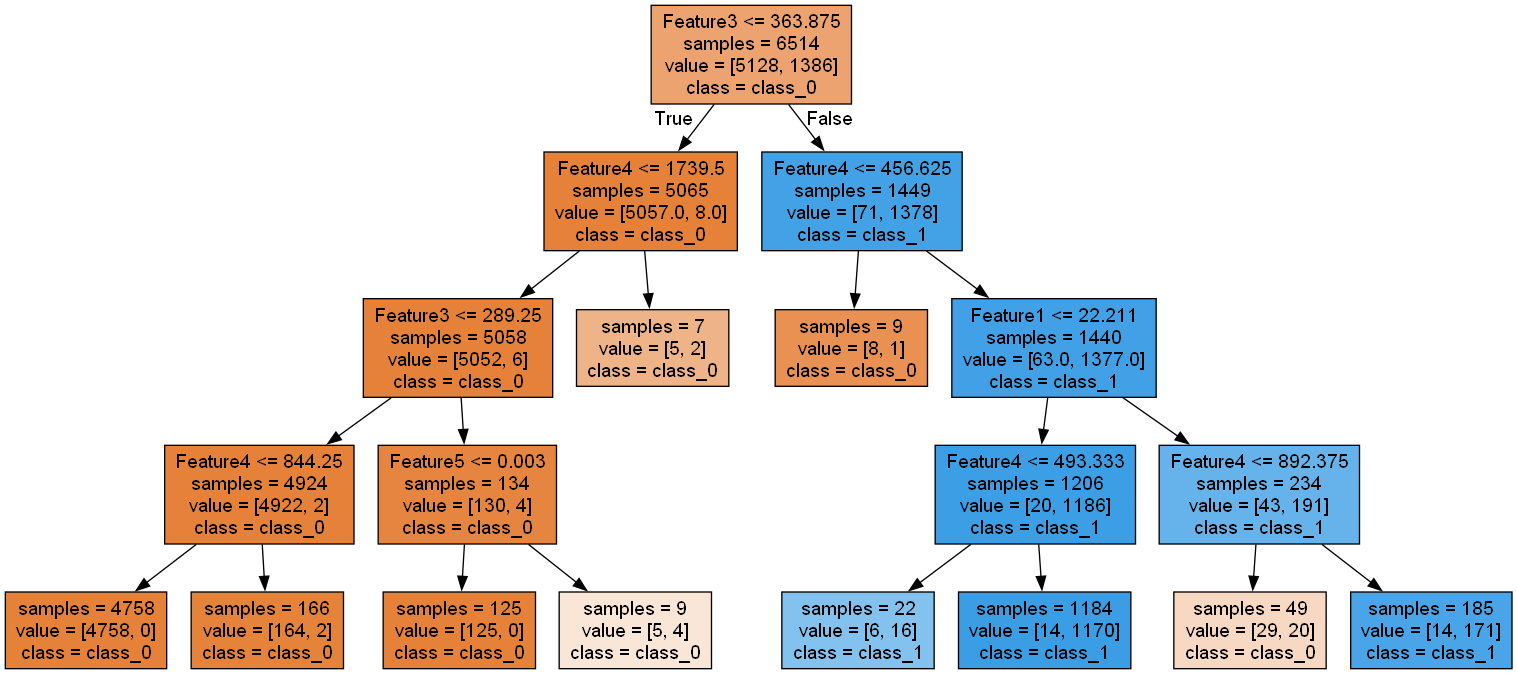 Feature3 <= 363.875
samples = 6514
value = [5128, 1386]
class = class_0
True
False
Feature4 <= 1739.5
samples = 5065
value = [5057.0, 8.0]
class = class_0
Feature4 <= 456.625
samples = 1449
value = [71, 1378]
class = class_1
Feature3 <= 289.25
samples = 5058
value = [5052, 6]
class = class_0
samples = 7
value = [5, 2]
class = class_0
samples = 9
value = [8, 1]
class = class_0
Feature1 <= 22.211
samples = 1440
value = [63.0, 1377.0]
class = class_1
Feature4 <= 844.25
samples = 4924
value = [4922, 2]
class = class_0
Feature5 <= 0.003
samples = 134
value = [130, 4]
class = class_0
Feature4 <= 493.333
samples = 1206
value = [20, 1186]
class = class_1
Feature4 <= 892.375
samples = 234
value = [43, 191]
class = class_1
samples = 4758
value = [4758, 0]
class = class_0
samples = 166
value = [164, 2]
class = class_0
samples = 125
value = [125, 0]
class = class_0
samples = 9
value = [5, 4]
class = class_0
samples = 22
value = [6, 16]
class = class_1
samples = 1184
value = [14, 1170]
class = class_1
samples = 49
value = [29, 20]
class = class_0
samples = 185
value = [14, 171]
class = class_1